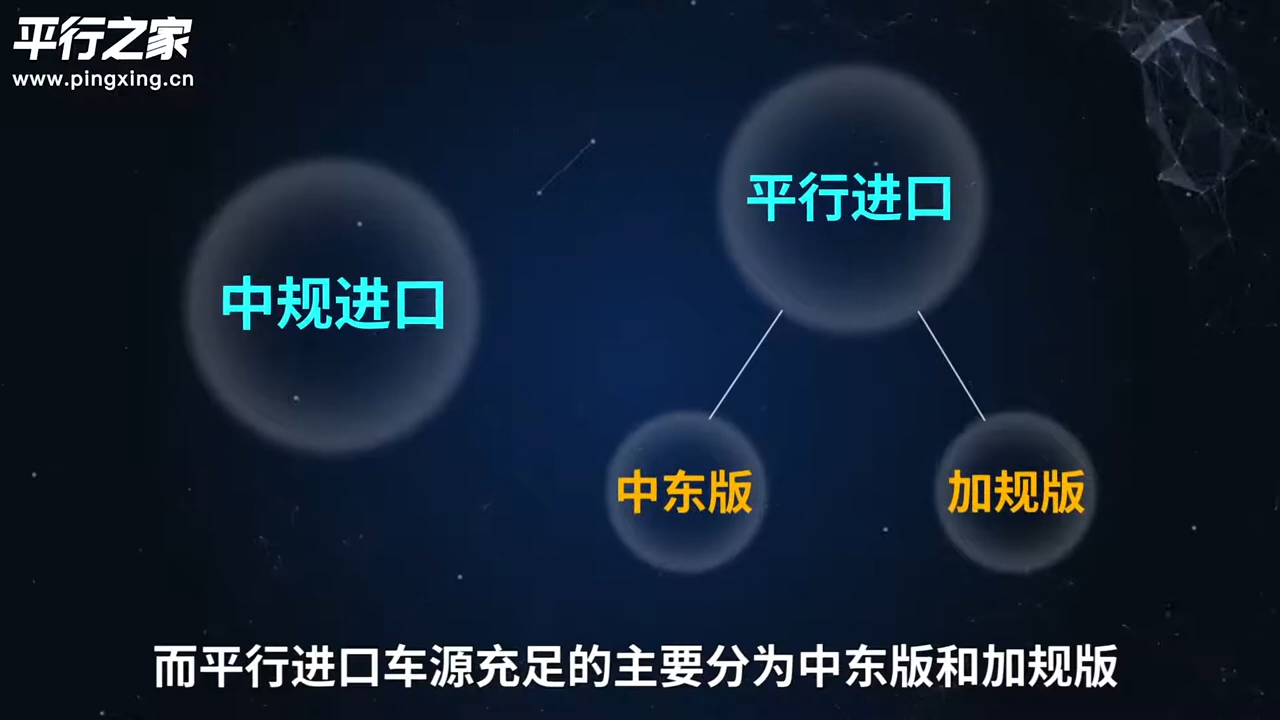 平行之家
www.pingxing.cn
平行进口
中规进口
中东版
加规版
而平行进口车源充足的主要分为中东版和加规版